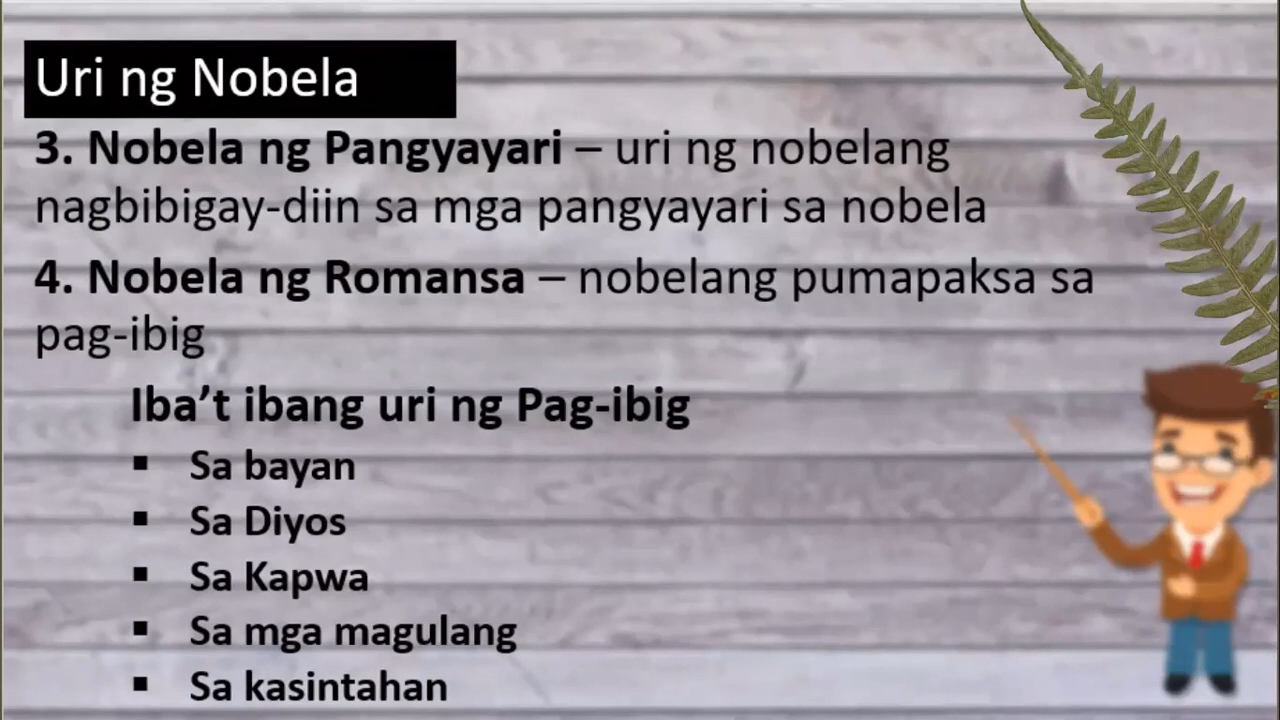 Uri ng Nobela
3. Nobela ng Pangyayari – uri ng nobelang
nagbibigay-diin sa mga pangyayari sa nobela
4. Nobela ng Romansa – nobelang pumapaksa sa
pag-ibig
Iba’t ibang uri ng Pag-ibig
▪ Sa bayan
▪ Sa Diyos
▪ Sa Kapwa
▪ Sa mga magulang
▪ Sa kasintahan